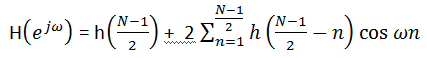 H(e^{jω}) = h((N−1)/2) + 2 ∑_{n=1}^{(N−1)/2} h ((N−1)/2 − n) cos ωn